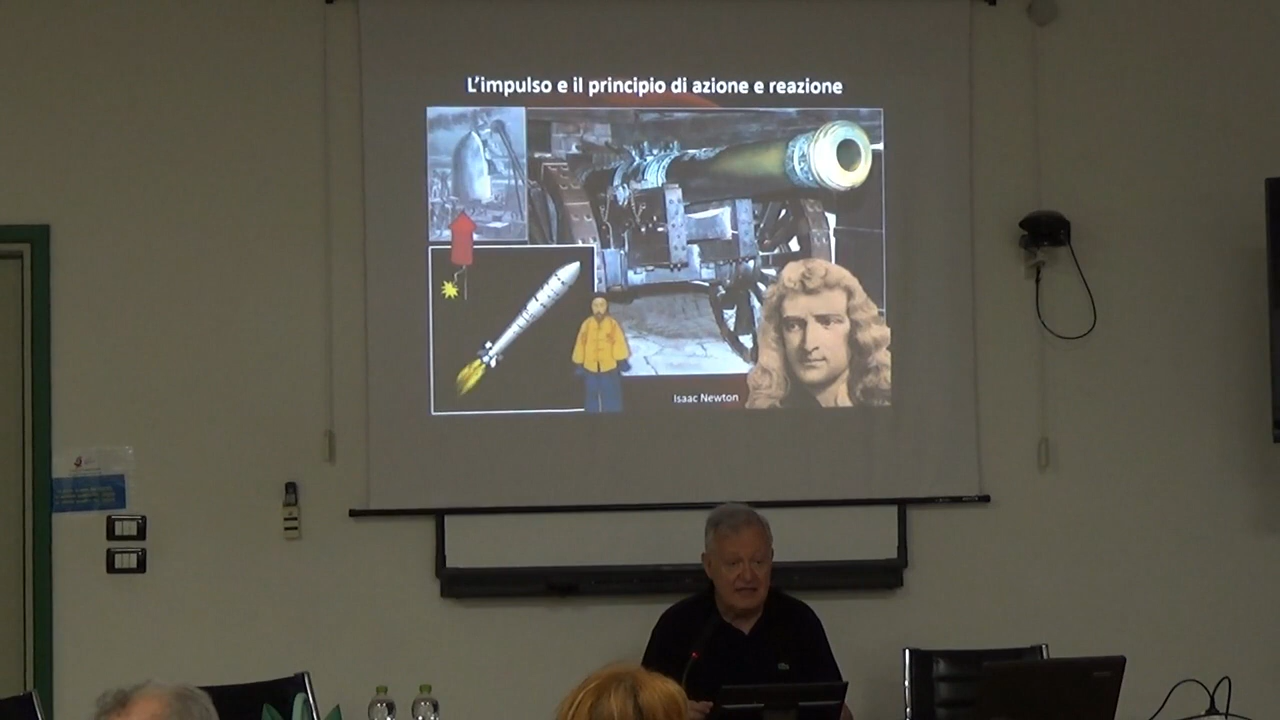 L'impulso e il principio di azione e reazione
Isaac Newton